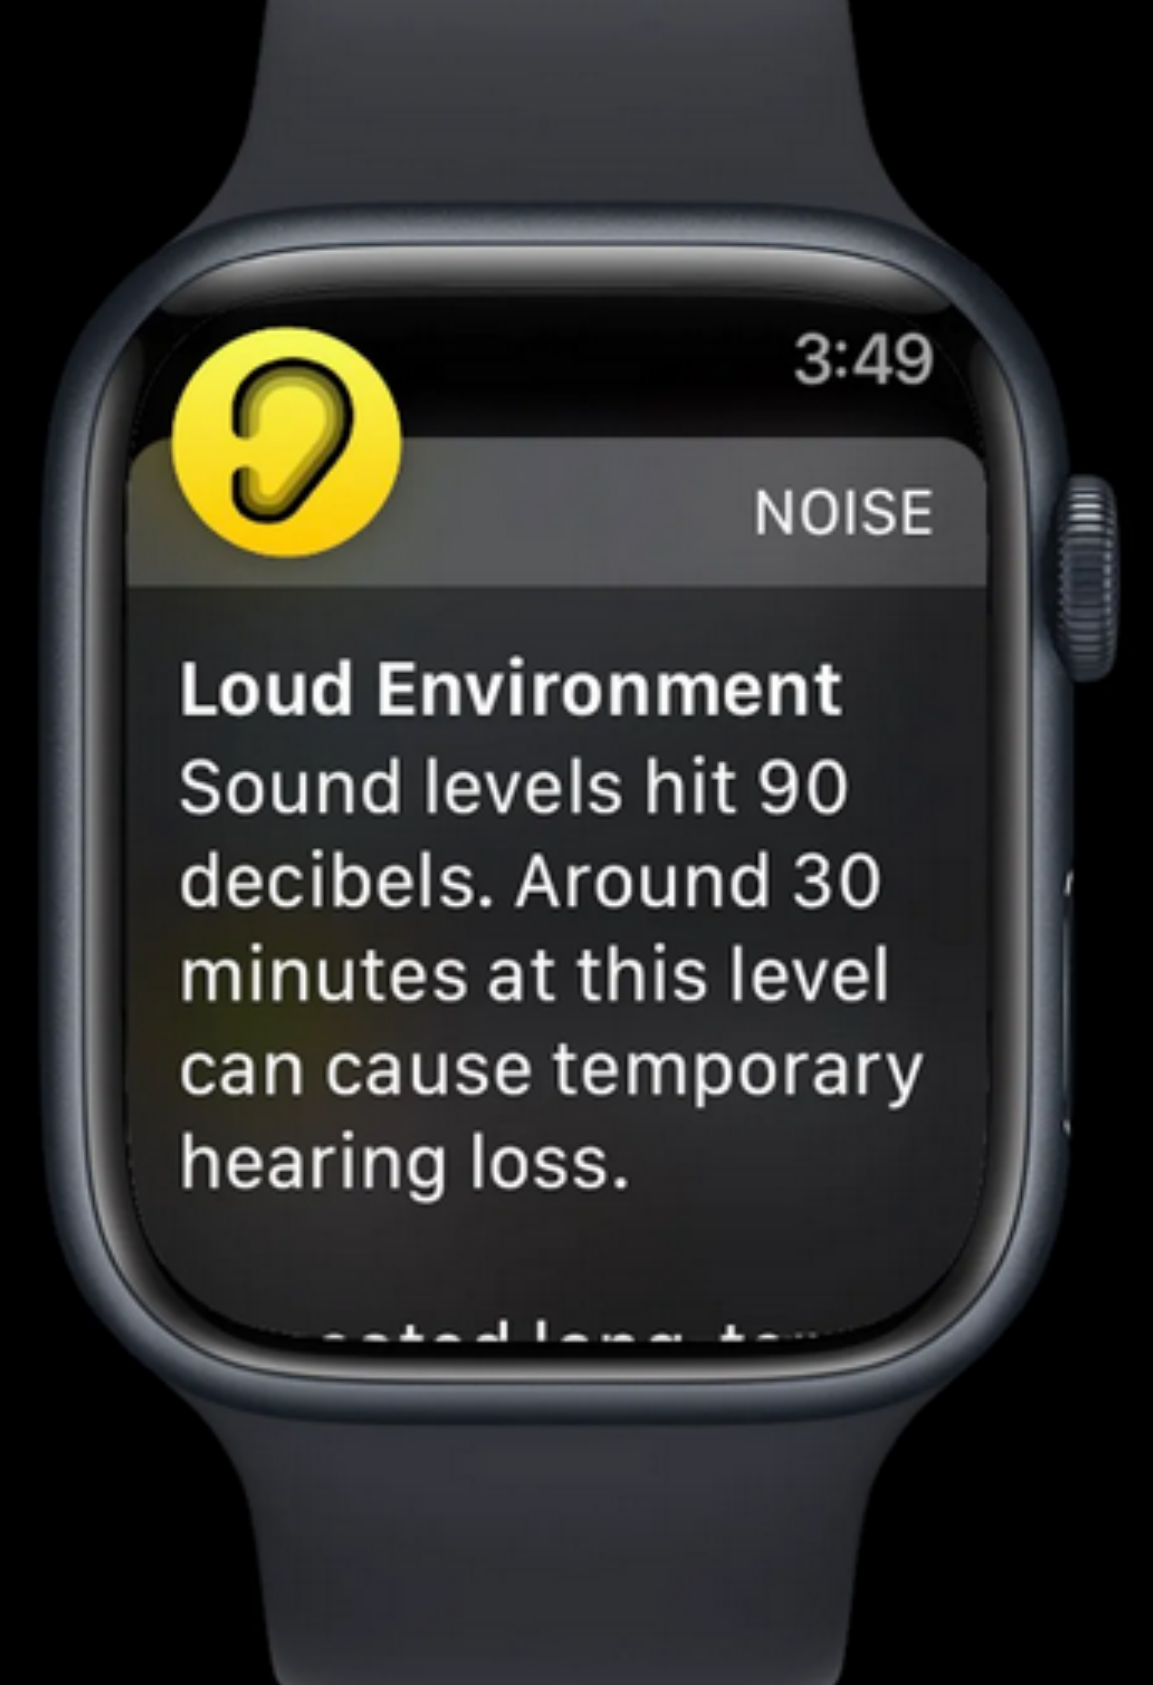 3:49
NOISE
Loud Environment
Sound levels hit 90
decibels. Around 30
minutes at this level
can cause temporary
hearing loss.
long-